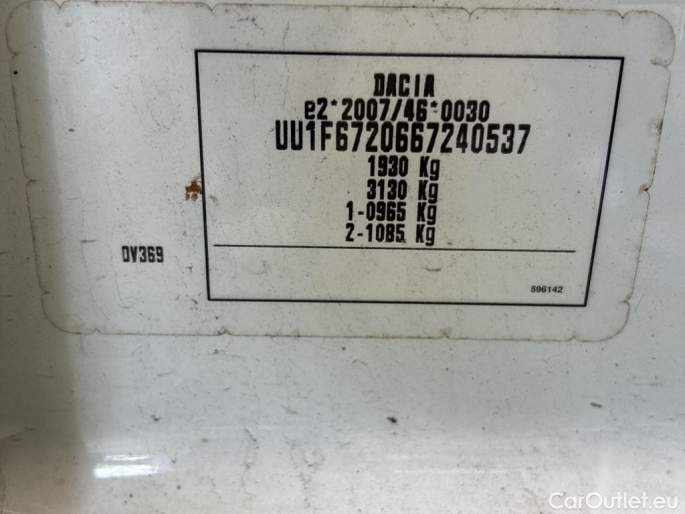 DACIA
e2*2007/46*0030
UU1F6720667240537
1930 Kg
3130 Kg
1-0965 Kg
2-1085 Kg
DV369
596142
CarOutlet.eu